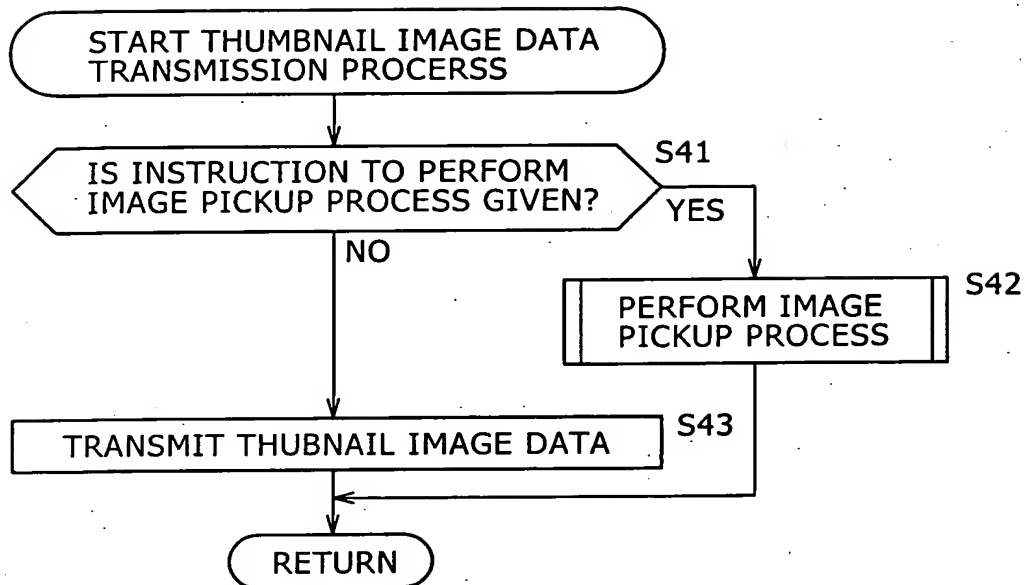 START THUMBNAIL IMAGE DATA
TRANSMISSION PROCERSS
IS INSTRUCTION TO PERFORM
IMAGE PICKUP PROCESS GIVEN?
S41
YES
NO
PERFORM IMAGE
PICKUP PROCESS
S42
TRANSMIT THUBNAIL IMAGE DATA
S43
RETURN